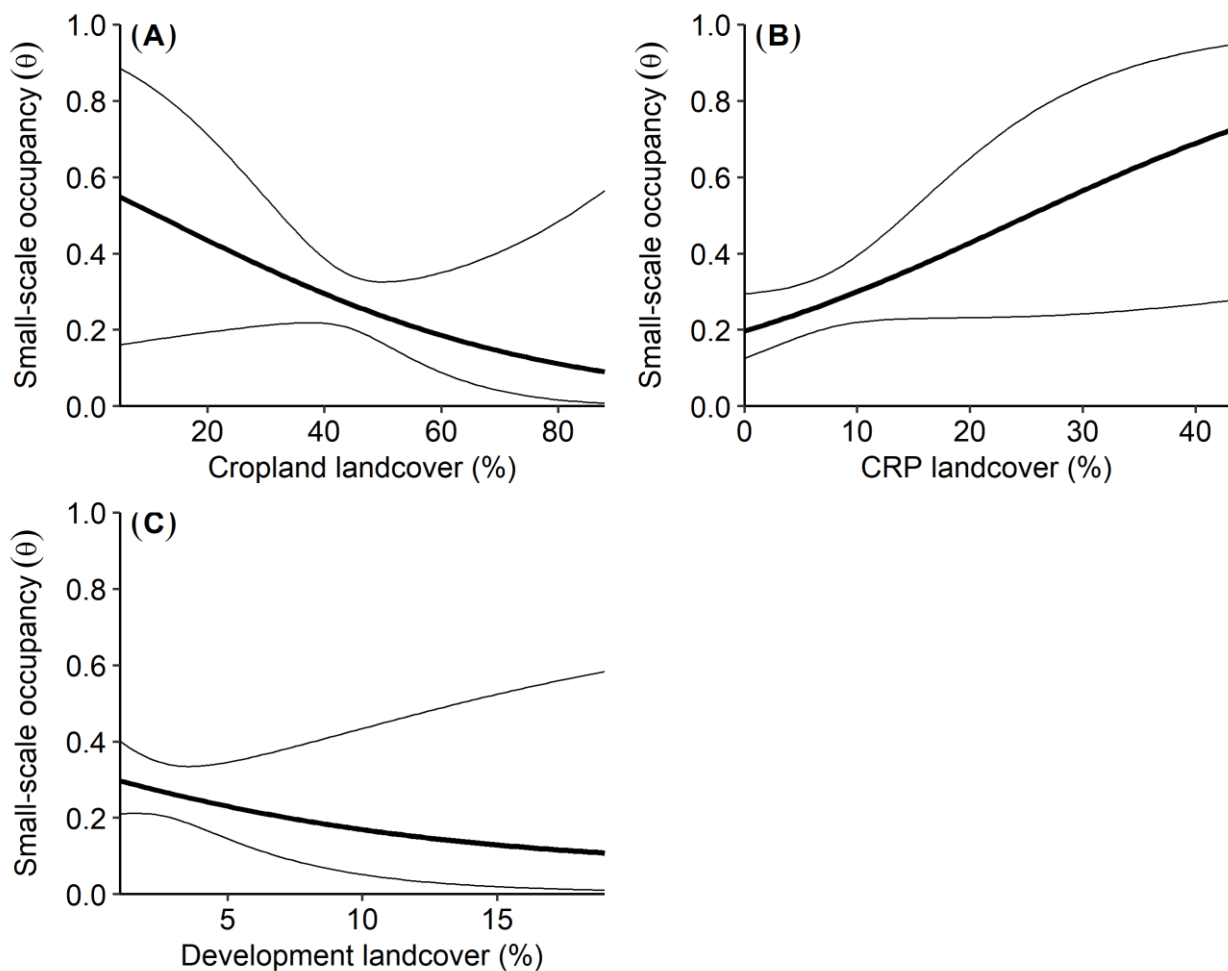 (A)
Small-scale occupancy (θ)
1.0
0.8
0.6
0.4
0.2
0.0
20 40 60 80
Cropland landcover (%)
(B)
Small-scale occupancy (θ)
1.0
0.8
0.6
0.4
0.2
0.0
0 10 20 30 40
CRP landcover (%)
(C)
Small-scale occupancy (θ)
1.0
0.8
0.6
0.4
0.2
0.0
5 10 15
Development landcover (%)